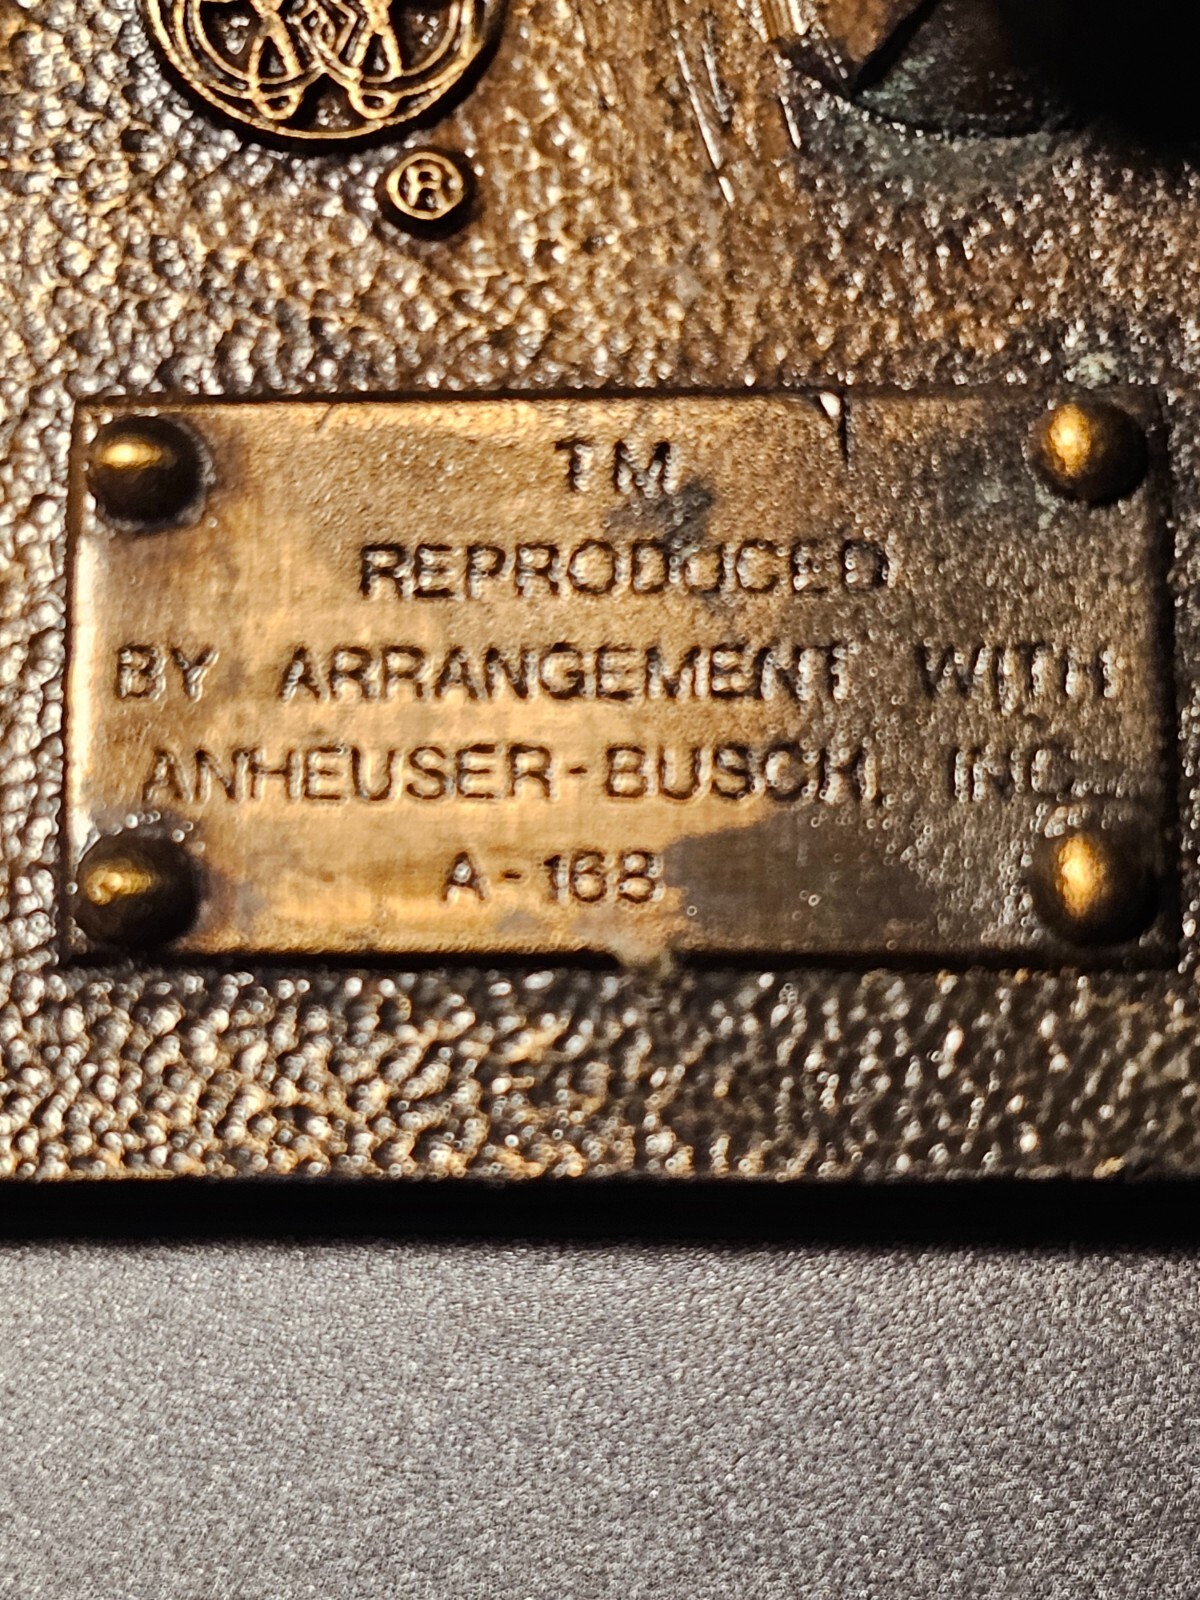 ®
TM
REPRODUCED
BY ARRANGEMENT WITH
ANHEUSER-BUSCH, INC.
A-168